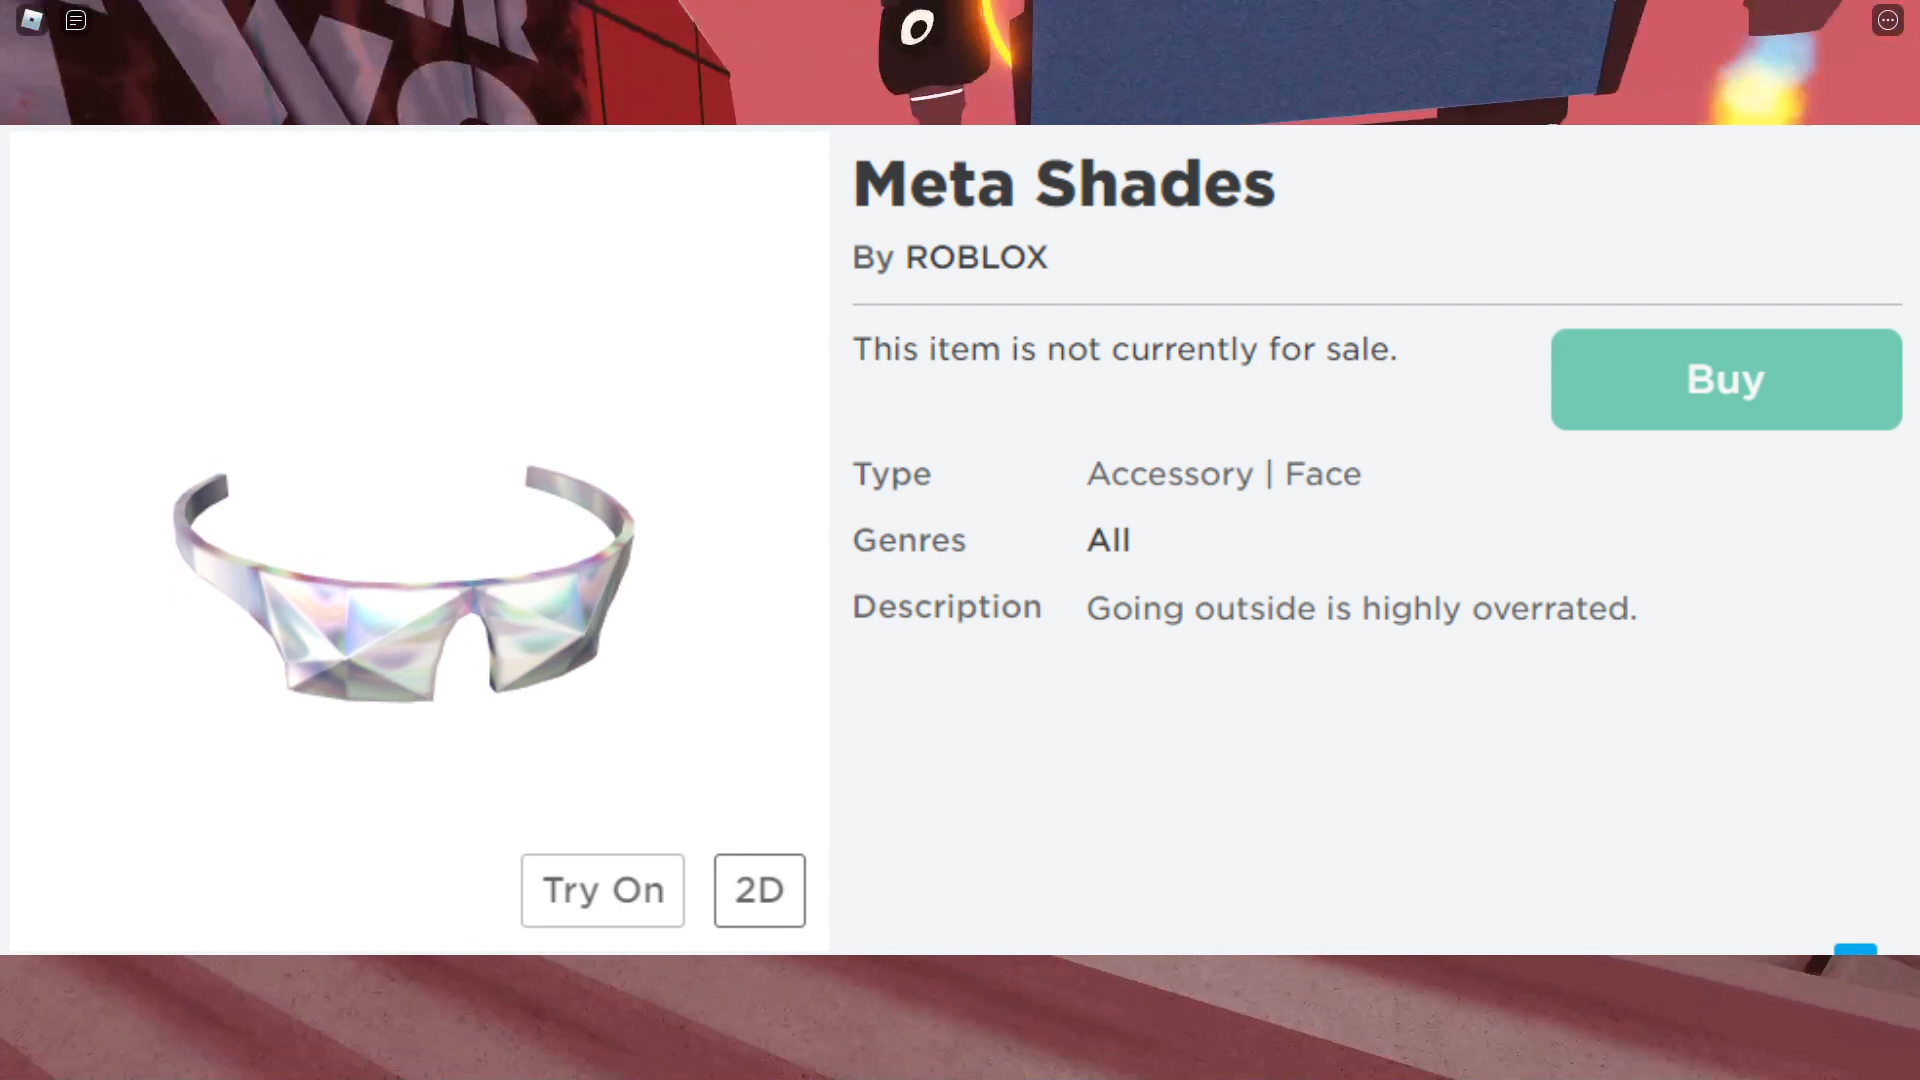 Meta Shades
By ROBLOX
This item is not currently for sale.
Buy
Type Accessory | Face
Genres All
Description Going outside is highly overrated.
Try On 2D